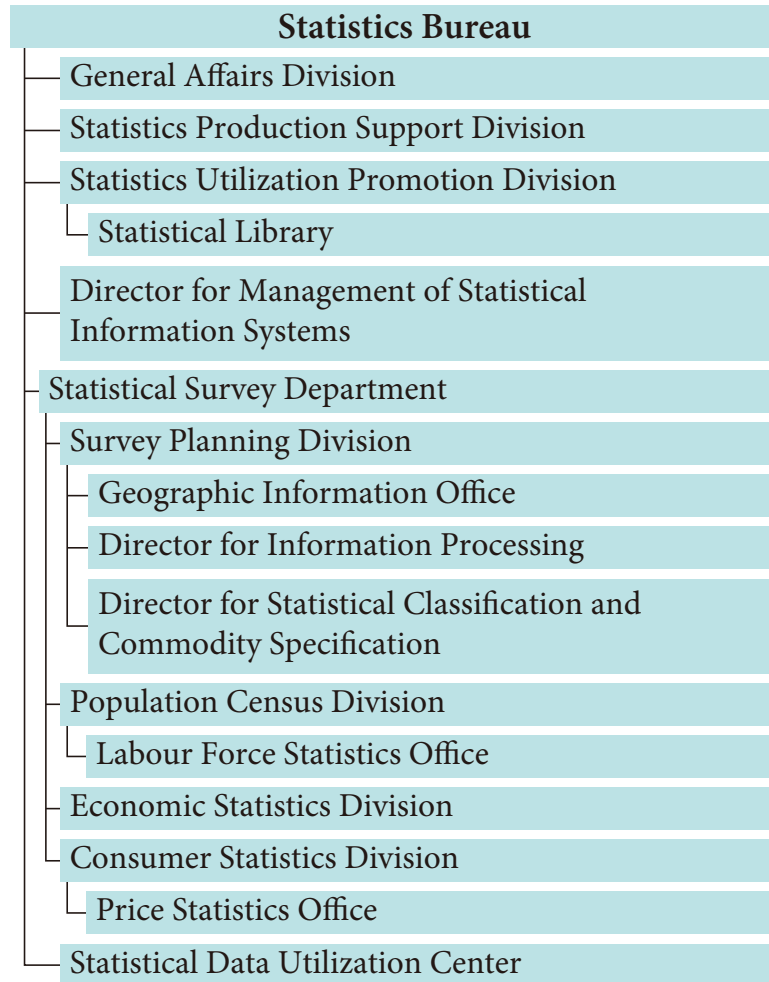 Statistics Bureau
General Affairs Division
Statistics Production Support Division
Statistics Utilization Promotion Division
Statistical Library
Director for Management of Statistical
Information Systems
Statistical Survey Department
Survey Planning Division
Geographic Information Office
Director for Information Processing
Director for Statistical Classification and
Commodity Specification
Population Census Division
Labour Force Statistics Office
Economic Statistics Division
Consumer Statistics Division
Price Statistics Office
Statistical Data Utilization Center